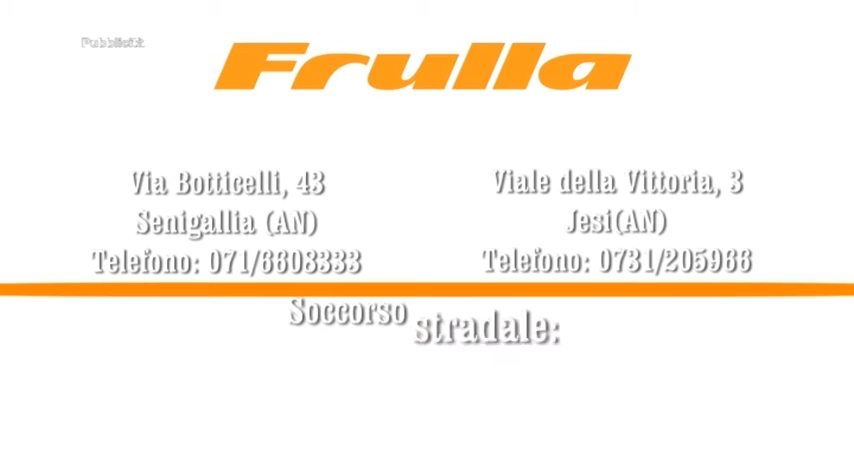 Pubblicità
Frulla
Via Botticelli, 43
Senigallia (AN)
Telefono: 071/6608333
Viale della Vittoria, 3
Jesi(AN)
Telefono: 0731/205966
Soccorso stradale: